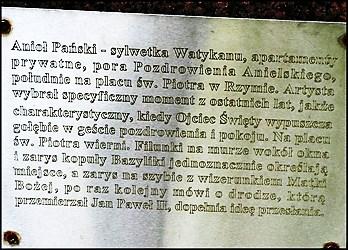 Anioł Pański - sylwetka Watykanu, apartamenty
prywatne, pora Pozdrowienia Anielskiego,
południe na placu św. Piotra w Rzymie. Artysta
wybrał specyficzny moment z ostatnich lat, jakże
charakterystyczny, kiedy Ojciec Święty wypuszcza
gołębie w geście pozdrowienia i pokoju. Na placu
św. Piotra wierni. Filunki na murze wokół okna
i zarys kopuły Bazyliki jednoznacznie określają
miejsce, a zarys na szybie z wizerunkiem Matki
Bożej, po raz kolejny mówi o drodze, którą
przemierzał Jan Paweł II, dopełnia ideę przesłania.